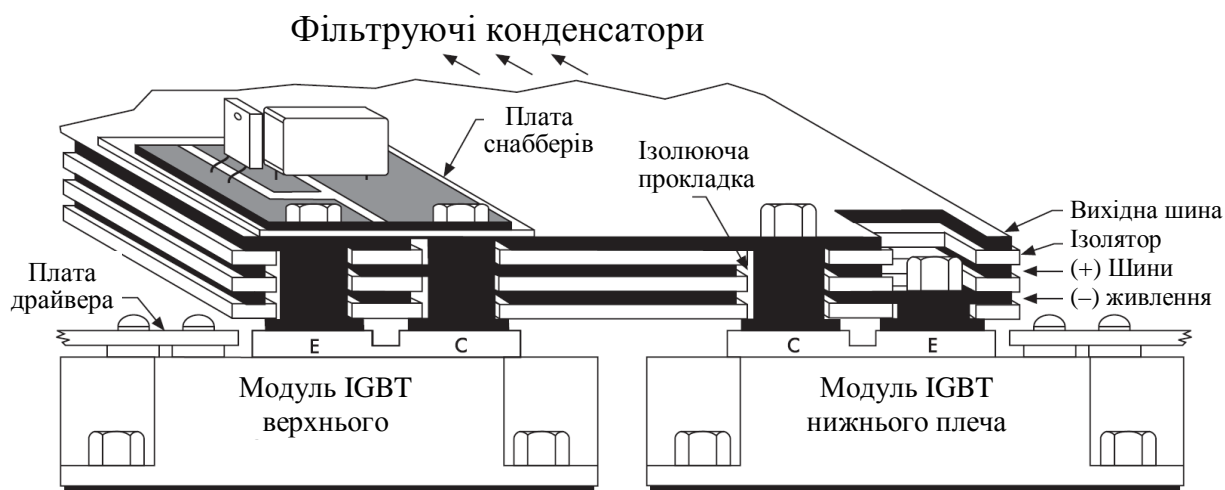 Фільтруючі конденсатори
Плата
снабберів
Ізолююча
прокладка
Вихідна шина
Ізолятор
(+) Шини
(–) живлення
Плата
драйвера
E
C
C
E
Модуль IGBT
верхнього
Модуль IGBT
нижнього плеча